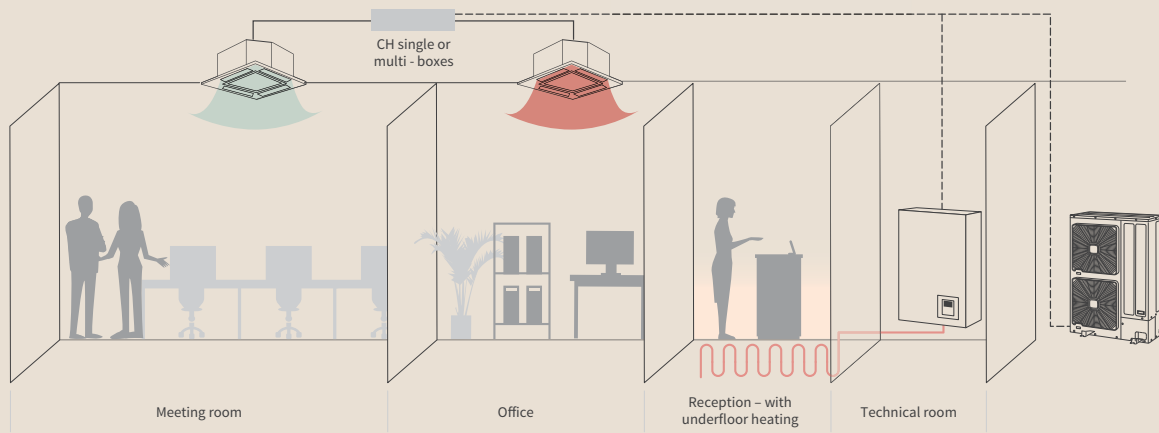 CH single or
multi - boxes
Meeting room
Office
Reception – with
underfloor heating
Technical room